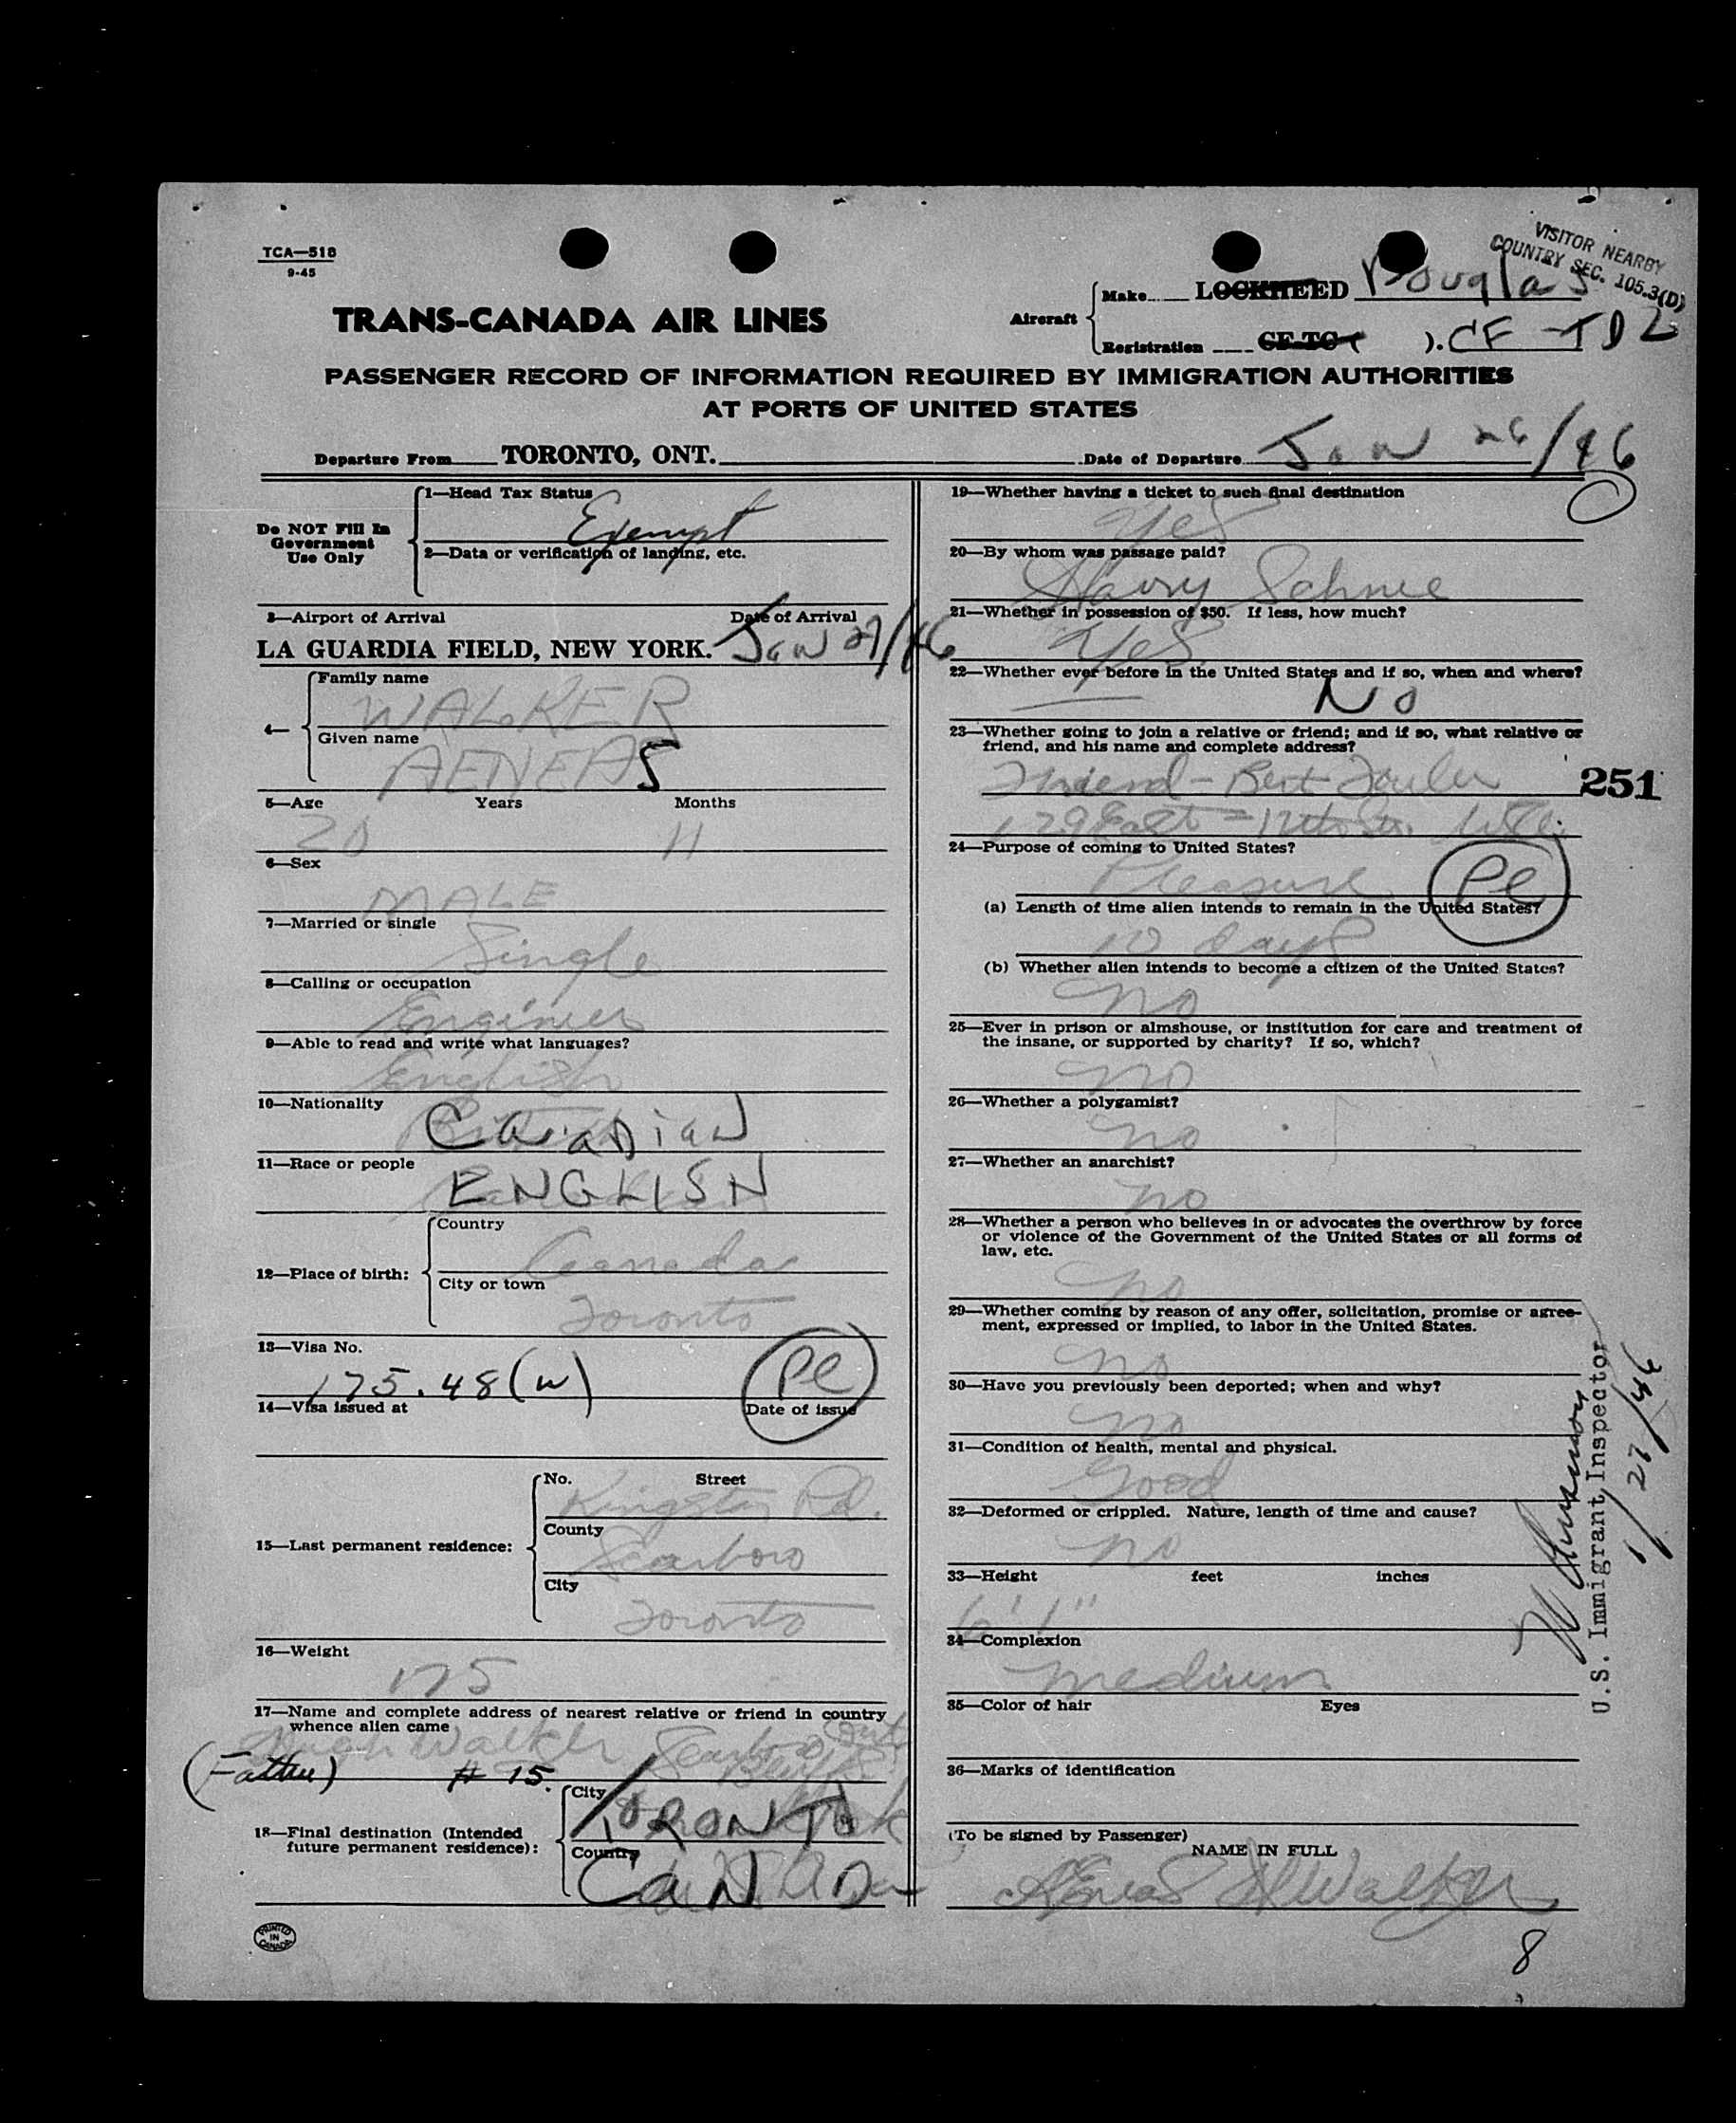 TCA—518
9-45
VISITOR NEARBY
COUNTRY SEC. 105.3(D)
TRANS-CANADA AIR LINES
Aircraft
Make LOCKHEED Douglas
Registration CF-TC ). CF-TDL
PASSENGER RECORD OF INFORMATION REQUIRED BY IMMIGRATION AUTHORITIES
AT PORTS OF UNITED STATES
Departure From TORONTO, ONT. Date of Departure Jan 26/46
Do NOT Fill In
Government
Use Only
1—Head Tax Status
Exempt
2—Data or verification of landing, etc.
3—Airport of Arrival Date of Arrival
LA GUARDIA FIELD, NEW YORK. Jan 27/46
4—
Family name
WALKER
Given name
AENEAS
5—Age Years Months
20 11
6—Sex
MALE
7—Married or single
Single
8—Calling or occupation
Engineer
9—Able to read and write what languages?
English
10—Nationality
Canadian
11—Race or people
ENGLISH
12—Place of birth:
Country
Canada
City or town
Toronto
13—Visa No.
175.48(w) PL
14—Visa issued at Date of issue
15—Last permanent residence:
No. Street
Kingston Rd.
County
Scarboro
City
Toronto
16—Weight
175
17—Name and complete address of nearest relative or friend in country
whence alien came
Hugh Walker Scarboro Bluffs Ont
(Father) # 15.
18—Final destination (Intended
future permanent residence):
City
TORONTO
Country
CANADA
PRINTED
IN
CANADA
19—Whether having a ticket to such final destination
Yes
20—By whom was passage paid?
Harry
21—Whether in possession of $50. If less, how much?
Yes
22—Whether ever before in the United States and if so, when and where?
No
23—Whether going to join a relative or friend; and if so, what relative or
friend, and his name and complete address?
Friend - Bert
251
24—Purpose of coming to United States?
Pleasure PL
(a) Length of time alien intends to remain in the United States?
10 days
(b) Whether alien intends to become a citizen of the United States?
no
25—Ever in prison or almshouse, or institution for care and treatment of
the insane, or supported by charity? If so, which?
no
26—Whether a polygamist?
no
27—Whether an anarchist?
no
28—Whether a person who believes in or advocates the overthrow by force
or violence of the Government of the United States or all forms of
law, etc.
no
29—Whether coming by reason of any offer, solicitation, promise or agree-
ment, expressed or implied, to labor in the United States.
no
30—Have you previously been deported; when and why?
no
31—Condition of health, mental and physical.
Good
32—Deformed or crippled. Nature, length of time and cause?
no
33—Height feet inches
6' 1"
34—Complexion
medium
35—Color of hair Eyes
36—Marks of identification
(To be signed by Passenger)
NAME IN FULL
Aeneas Walker
8
U.S. Immigrant Inspector
1/27/46